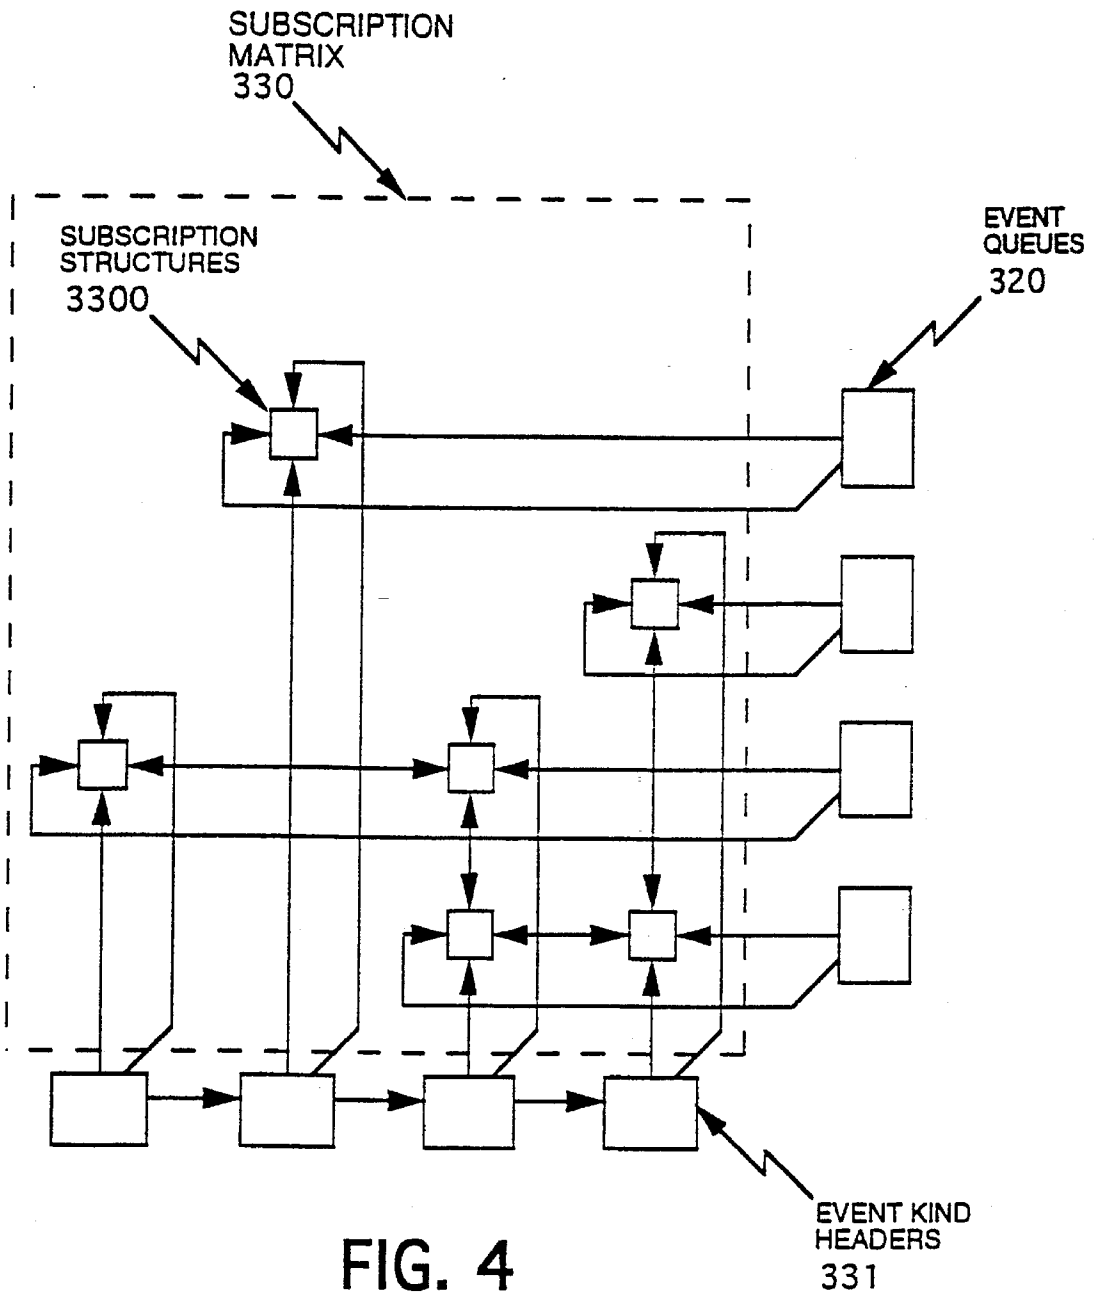 SUBSCRIPTION
MATRIX
330
SUBSCRIPTION
STRUCTURES
3300
EVENT
QUEUES
320
EVENT KIND
HEADERS
331
FIG. 4